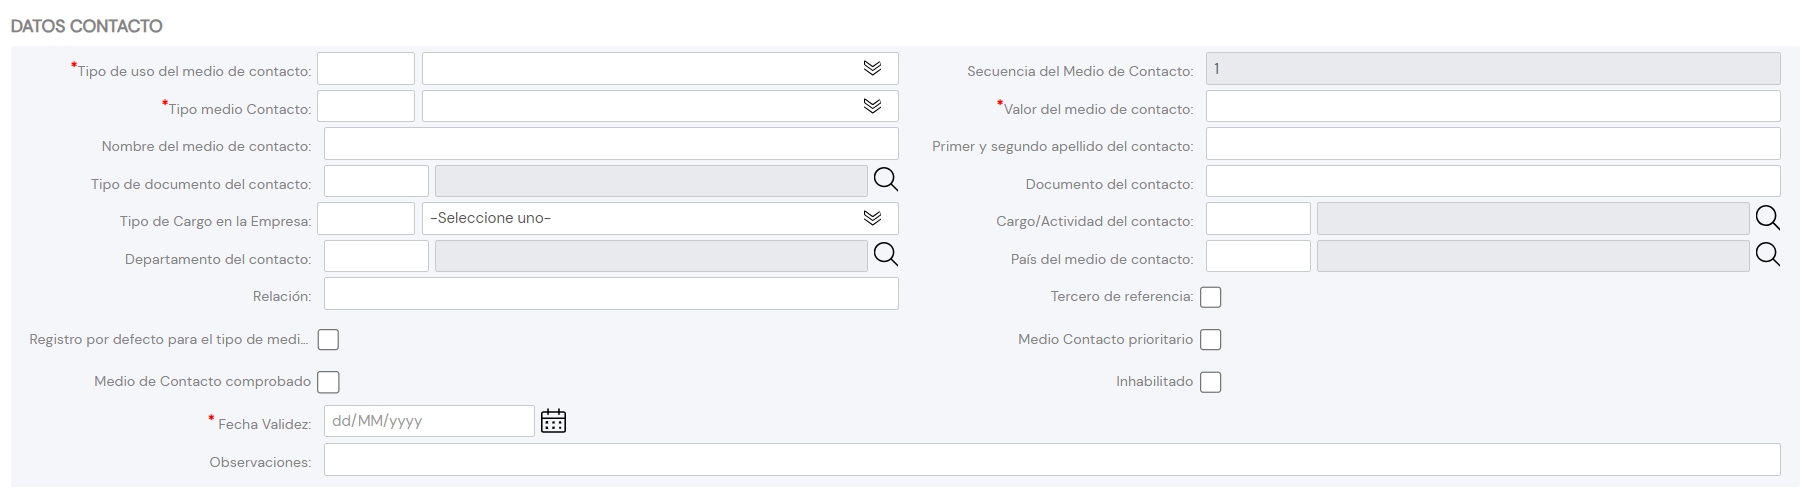 DATOS CONTACTO
*Tipo de uso del medio de contacto:
Secuencia del Medio de Contacto: 1
*Tipo medio Contacto:
*Valor del medio de contacto:
Nombre del medio de contacto:
Primer y segundo apellido del contacto:
Tipo de documento del contacto:
Documento del contacto:
Tipo de Cargo en la Empresa: -Seleccione uno-
Cargo/Actividad del contacto:
Departamento del contacto:
País del medio de contacto:
Relación:
Tercero de referencia:
Registro por defecto para el tipo de medi...
Medio Contacto prioritario
Medio de Contacto comprobado
Inhabilitado
* Fecha Validez: dd/MM/yyyy
Observaciones: